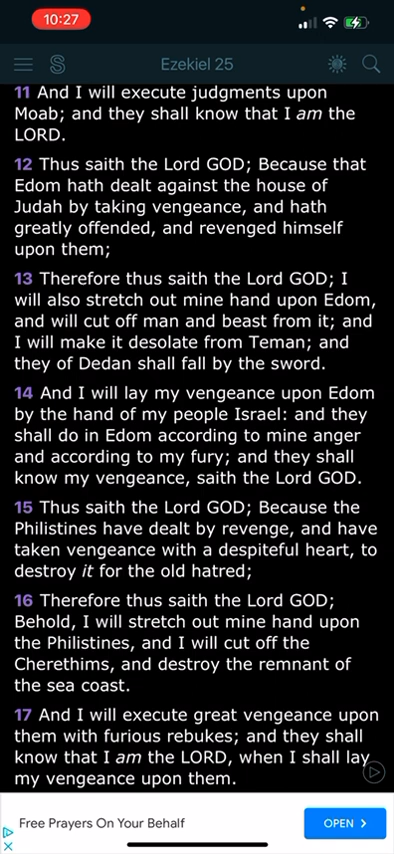 10:27
Ezekiel 25
11 And I will execute judgments upon
Moab; and they shall know that I am the
LORD.
12 Thus saith the Lord GOD; Because that
Edom hath dealt against the house of
Judah by taking vengeance, and hath
greatly offended, and revenged himself
upon them;
13 Therefore thus saith the Lord GOD; I
will also stretch out mine hand upon Edom,
and will cut off man and beast from it; and
I will make it desolate from Teman; and
they of Dedan shall fall by the sword.
14 And I will lay my vengeance upon Edom
by the hand of my people Israel: and they
shall do in Edom according to mine anger
and according to my fury; and they shall
know my vengeance, saith the Lord GOD.
15 Thus saith the Lord GOD; Because the
Philistines have dealt by revenge, and have
taken vengeance with a despiteful heart, to
destroy it for the old hatred;
16 Therefore thus saith the Lord GOD;
Behold, I will stretch out mine hand upon
the Philistines, and I will cut off the
Cherethims, and destroy the remnant of
the sea coast.
17 And I will execute great vengeance upon
them with furious rebukes; and they shall
know that I am the LORD, when I shall lay
my vengeance upon them.
Free Prayers On Your Behalf
OPEN